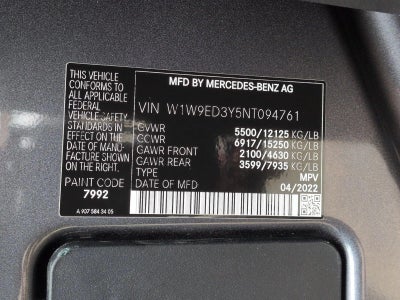 THIS VEHICLE
CONFORMS TO
ALL APPLICABLE
FEDERAL
VEHICLE SAFETY
STANDARDS IN
EFFECT ON THE
DATE OF MANU-
FACTURE SHOWN
ON THE RIGHT.
PAINT CODE
7992
A 907 584 34 05
MFD BY MERCEDES-BENZ AG
VIN W1W9ED3Y5NT094761
GVWR 5500/12125 KG/LB
GCWR 6917/15250 KG/LB
GAWR FRONT 2100/4630 KG/LB
GAWR REAR 3599/7935 KG/LB
TYPE MPV
DATE OF MFD 04/2022